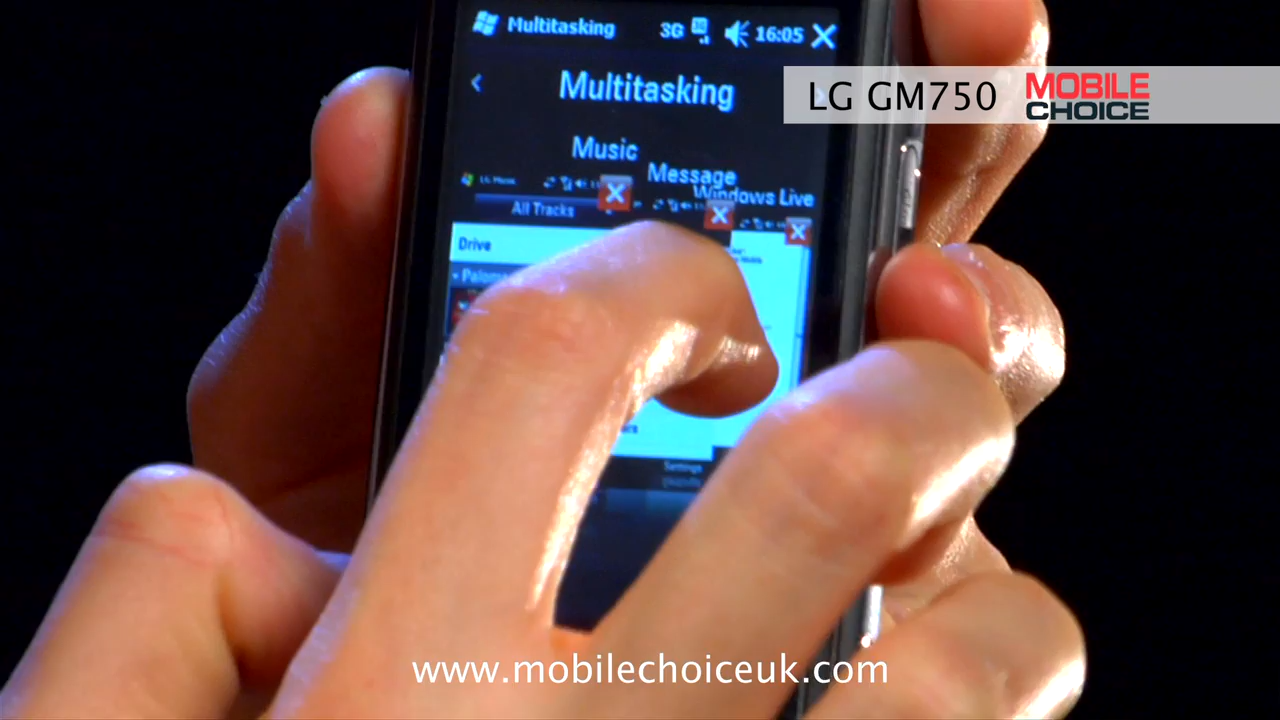 Multitasking 3G 16:05
Multitasking
LG GM750 MOBILE CHOICE
Music
Message
Windows Live
All Tracks
Drive
Settings
www.mobilechoiceuk.com